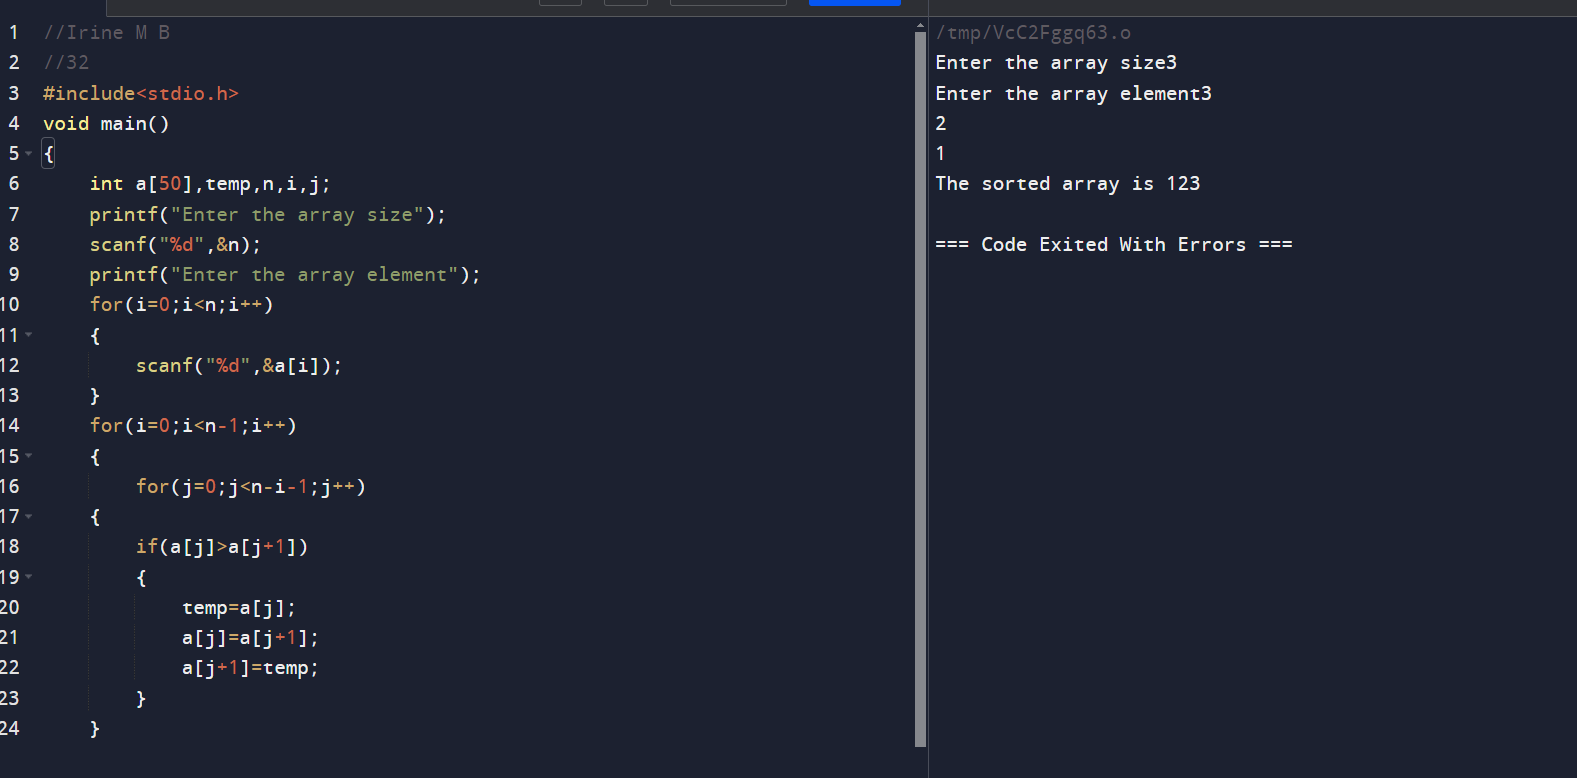 1 //Irine M B
2 //32
3 #include<stdio.h>
4 void main()
5 {
6 int a[50],temp,n,i,j;
7 printf("Enter the array size");
8 scanf("%d",&n);
9 printf("Enter the array element");
10 for(i=0;i<n;i++)
11 {
12 scanf("%d",&a[i]);
13 }
14 for(i=0;i<n-1;i++)
15 {
16 for(j=0;j<n-i-1;j++)
17 {
18 if(a[j]>a[j+1])
19 {
20 temp=a[j];
21 a[j]=a[j+1];
22 a[j+1]=temp;
23 }
24 }
/tmp/VcC2Fggq63.o
Enter the array size3
Enter the array element3
2
1
The sorted array is 123
=== Code Exited With Errors ===